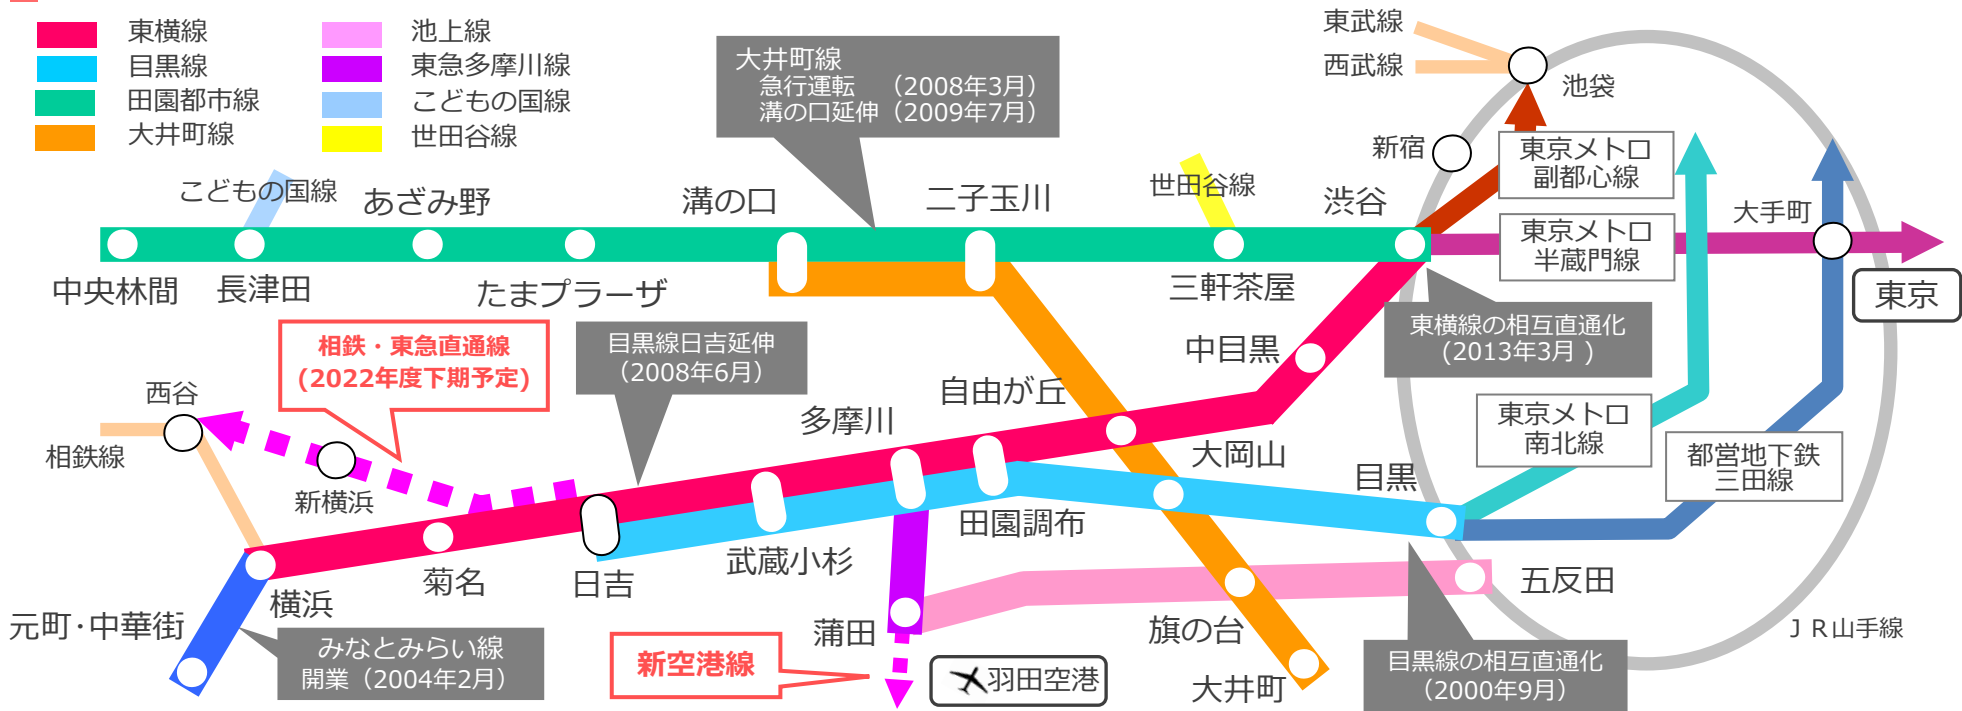 東横線
目黒線
田園都市線
大井町線
池上線
東急多摩川線
こどもの国線
世田谷線
大井町線
急行運転 （2008年3月）
溝の口延伸（2009年7月）
東武線
西武線
池袋
新宿
東京メトロ
副都心線
こどもの国線
あざみ野
溝の口
二子玉川
世田谷線
渋谷
大手町
東京メトロ
半蔵門線
中央林間
長津田
たまプラーザ
三軒茶屋
東京
相鉄・東急直通線
(2022年度下期予定)
目黒線日吉延伸
（2008年6月）
東横線の相互直通化
（2013年3月 )
中目黒
西谷
自由が丘
多摩川
東京メトロ
南北線
相鉄線
大岡山
目黒
都営地下鉄
三田線
新横浜
田園調布
武蔵小杉
日吉
菊名
横浜
五反田
元町・中華街
蒲田
旗の台
ＪＲ山手線
みなとみらい線
開業（2004年2月）
新空港線
羽田空港
大井町
目黒線の相互直通化
（2000年9月）